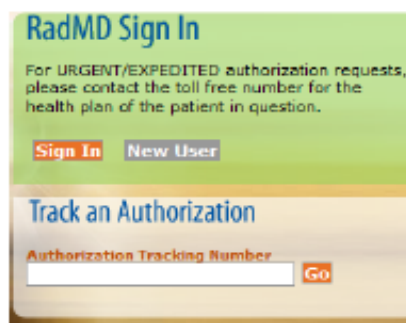 RadMD Sign In
For URGENT/EXPEDITED authorization requests,
please contact the toll free number for the
health plan of the patient in question.
Sign In New User
Track an Authorization
Authorization Tracking Number
Go